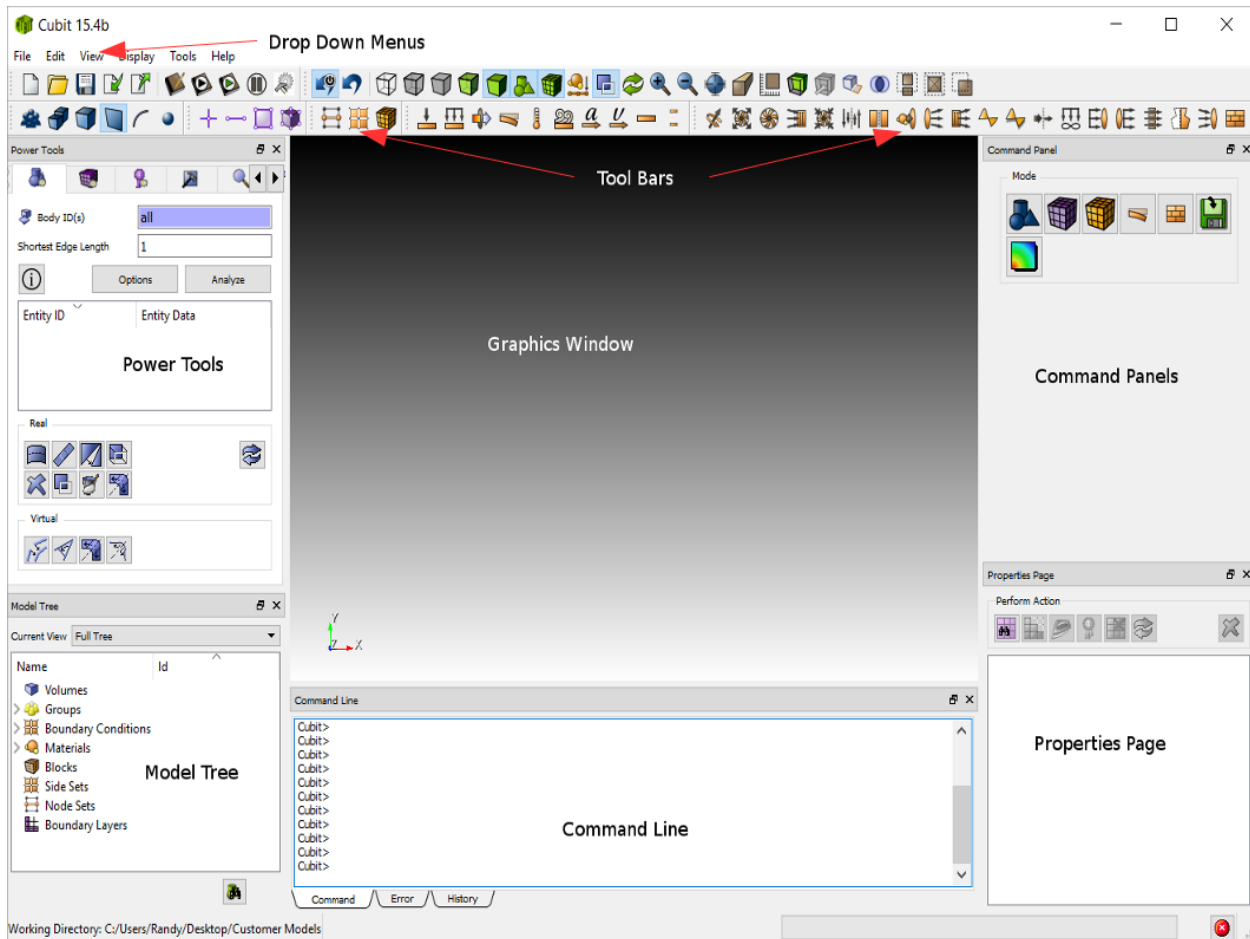 Cubit 15.4b
Drop Down Menus
File Edit View Display Tools Help
Power Tools
Command Panel
Tool Bars
Mode
Body ID(s) all
Shortest Edge Length 1
Options Analyze
Entity ID Entity Data
Power Tools
Graphics Window
Command Panels
Real
Virtual
Properties Page
Perform Action
Model Tree
Current View Full Tree
Y
Z X
Name Id
Volumes
Groups
Boundary Conditions
Materials
Blocks
Side Sets
Node Sets
Boundary Layers
Model Tree
Command Line
Cubit>
Cubit>
Cubit>
Cubit>
Cubit>
Cubit>
Cubit>
Cubit>
Cubit>
Cubit>
Cubit>
Command Line
Properties Page
Command Error History
Working Directory: C:/Users/Randy/Desktop/Customer Models